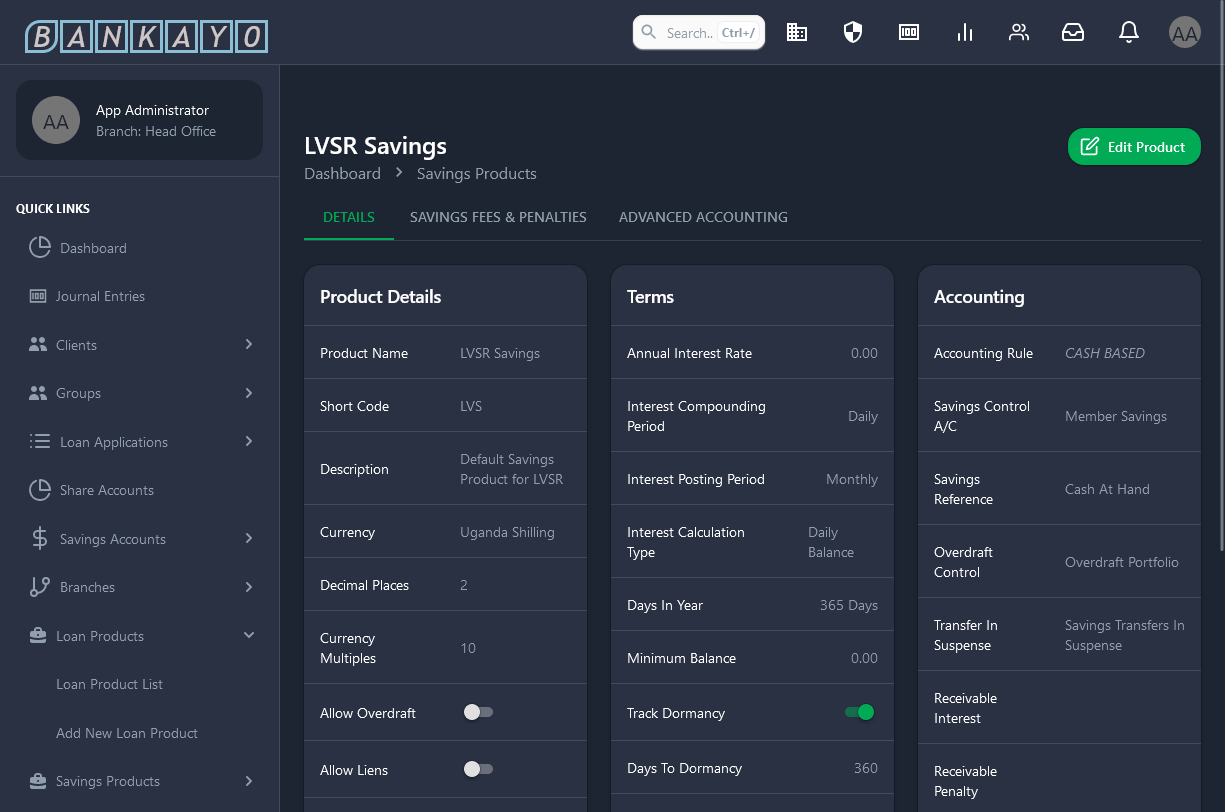 BANKAYO
Search.. Ctrl+/
AA
AA
App Administrator
Branch: Head Office
QUICK LINKS
Dashboard
Journal Entries
Clients
Groups
Loan Applications
Share Accounts
Savings Accounts
Branches
Loan Products
Loan Product List
Add New Loan Product
Savings Products
LVSR Savings
Dashboard > Savings Products
Edit Product
DETAILS SAVINGS FEES & PENALTIES ADVANCED ACCOUNTING
Product Details
Product Name LVSR Savings
Short Code LVS
Description Default Savings
Product for LVSR
Currency Uganda Shilling
Decimal Places 2
Currency
Multiples 10
Allow Overdraft
Allow Liens
Terms
Annual Interest Rate 0.00
Interest Compounding
Period Daily
Interest Posting Period Monthly
Interest Calculation Daily
Type Balance
Days In Year 365 Days
Minimum Balance 0.00
Track Dormancy
Days To Dormancy 360
Accounting
Accounting Rule CASH BASED
Savings Control
A/C Member Savings
Savings
Reference Cash At Hand
Overdraft
Control Overdraft Portfolio
Transfer In Savings Transfers In
Suspense Suspense
Receivable
Interest
Receivable
Penalty